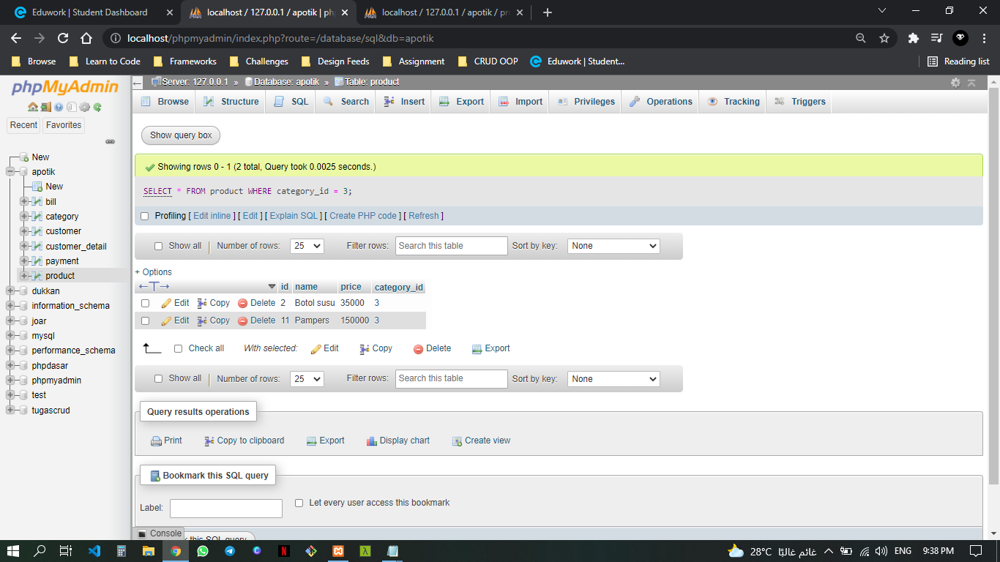 Eduwork | Student Dashboard
localhost / 127.0.0.1 / apotik | php
localhost / 127.0.0.1 / apotik / pro
localhost/phpmyadmin/index.php?route=/database/sql&db=apotik
Browse Learn to Code Frameworks Challenges Design Feeds Assignment CRUD OOP Eduwork | Student... Reading list
phpMyAdmin
Recent Favorites
New
apotik
New
bill
category
customer
customer_detail
payment
product
dukkan
information_schema
joar
mysql
performance_schema
phpdasar
phpmyadmin
test
tugascrud
Server: 127.0.0.1 » Database: apotik » Table: product
Browse Structure SQL Search Insert Export Import Privileges Operations Tracking Triggers
Show query box
Showing rows 0 - 1 (2 total, Query took 0.0025 seconds.)
SELECT * FROM product WHERE category_id = 3;
Profiling [ Edit inline ] [ Edit ] [ Explain SQL ] [ Create PHP code ] [ Refresh ]
Show all Number of rows: 25 Filter rows: Search this table Sort by key: None
+ Options
←T→ id name price category_id
Edit Copy Delete 2 Botol susu 35000 3
Edit Copy Delete 11 Pampers 150000 3
Check all With selected: Edit Copy Delete Export
Show all Number of rows: 25 Filter rows: Search this table Sort by key: None
Query results operations
Print Copy to clipboard Export Display chart Create view
Bookmark this SQL query
Label: Let every user access this bookmark
Console
this SQL query
28°C غائم غالبًا ENG 9:38 PM